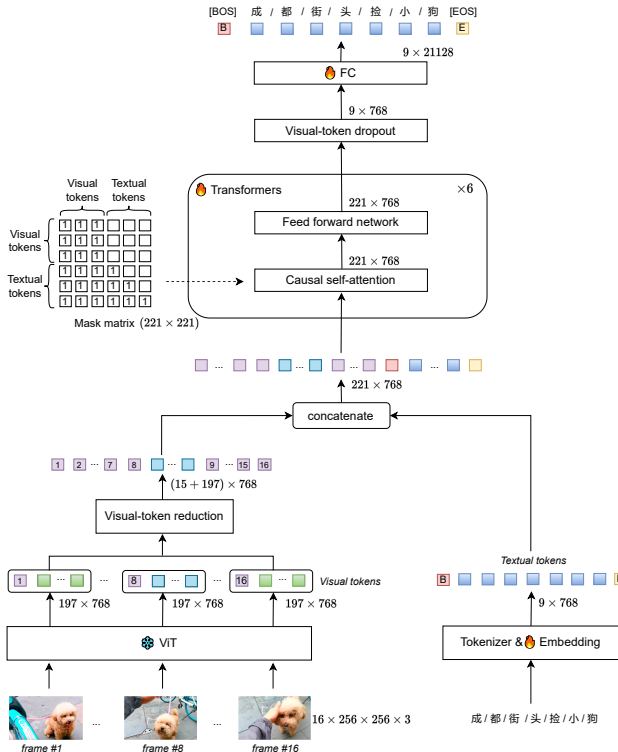 [BOS] 成 / 都 / 街 / 头 / 捡 / 小 / 狗 [EOS]
B E
9 × 21128
FC
9 × 768
Visual-token dropout
Transformers ×6
221 × 768
Feed forward network
221 × 768
Causal self-attention
Visual tokens Textual tokens
Visual tokens
Textual tokens
1 1 1
1 1 1
1 1 1
1 1 1 1
1 1 1 1 1
1 1 1 1 1 1
Mask matrix (221 × 221)
... ... ... ...
221 × 768
concatenate
1 2 ... 7 8 ... 9 ... 15 16
(15 + 197) × 768
Visual-token reduction
1 ... ... 8 ... ... 16 ...
Visual tokens
197 × 768 197 × 768 197 × 768
ViT
... ...
16 × 256 × 256 × 3
frame #1 frame #8 frame #16
Textual tokens
B
9 × 768
Tokenizer & Embedding
成 / 都 / 街 / 头 / 捡 / 小 / 狗